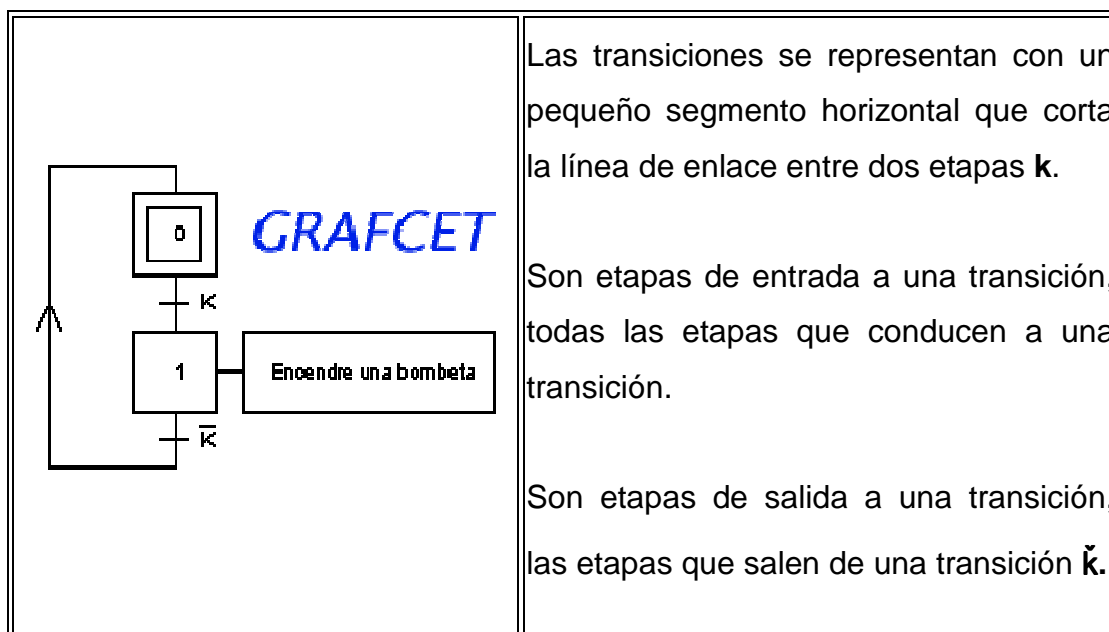 0
GRAFCET
K
1
Encendre una bombeta
K̅
Las transiciones se representan con un
pequeño segmento horizontal que corta
la línea de enlace entre dos etapas k.
Son etapas de entrada a una transición,
todas las etapas que conducen a una
transición.
Son etapas de salida a una transición,
las etapas que salen de una transición ǩ.